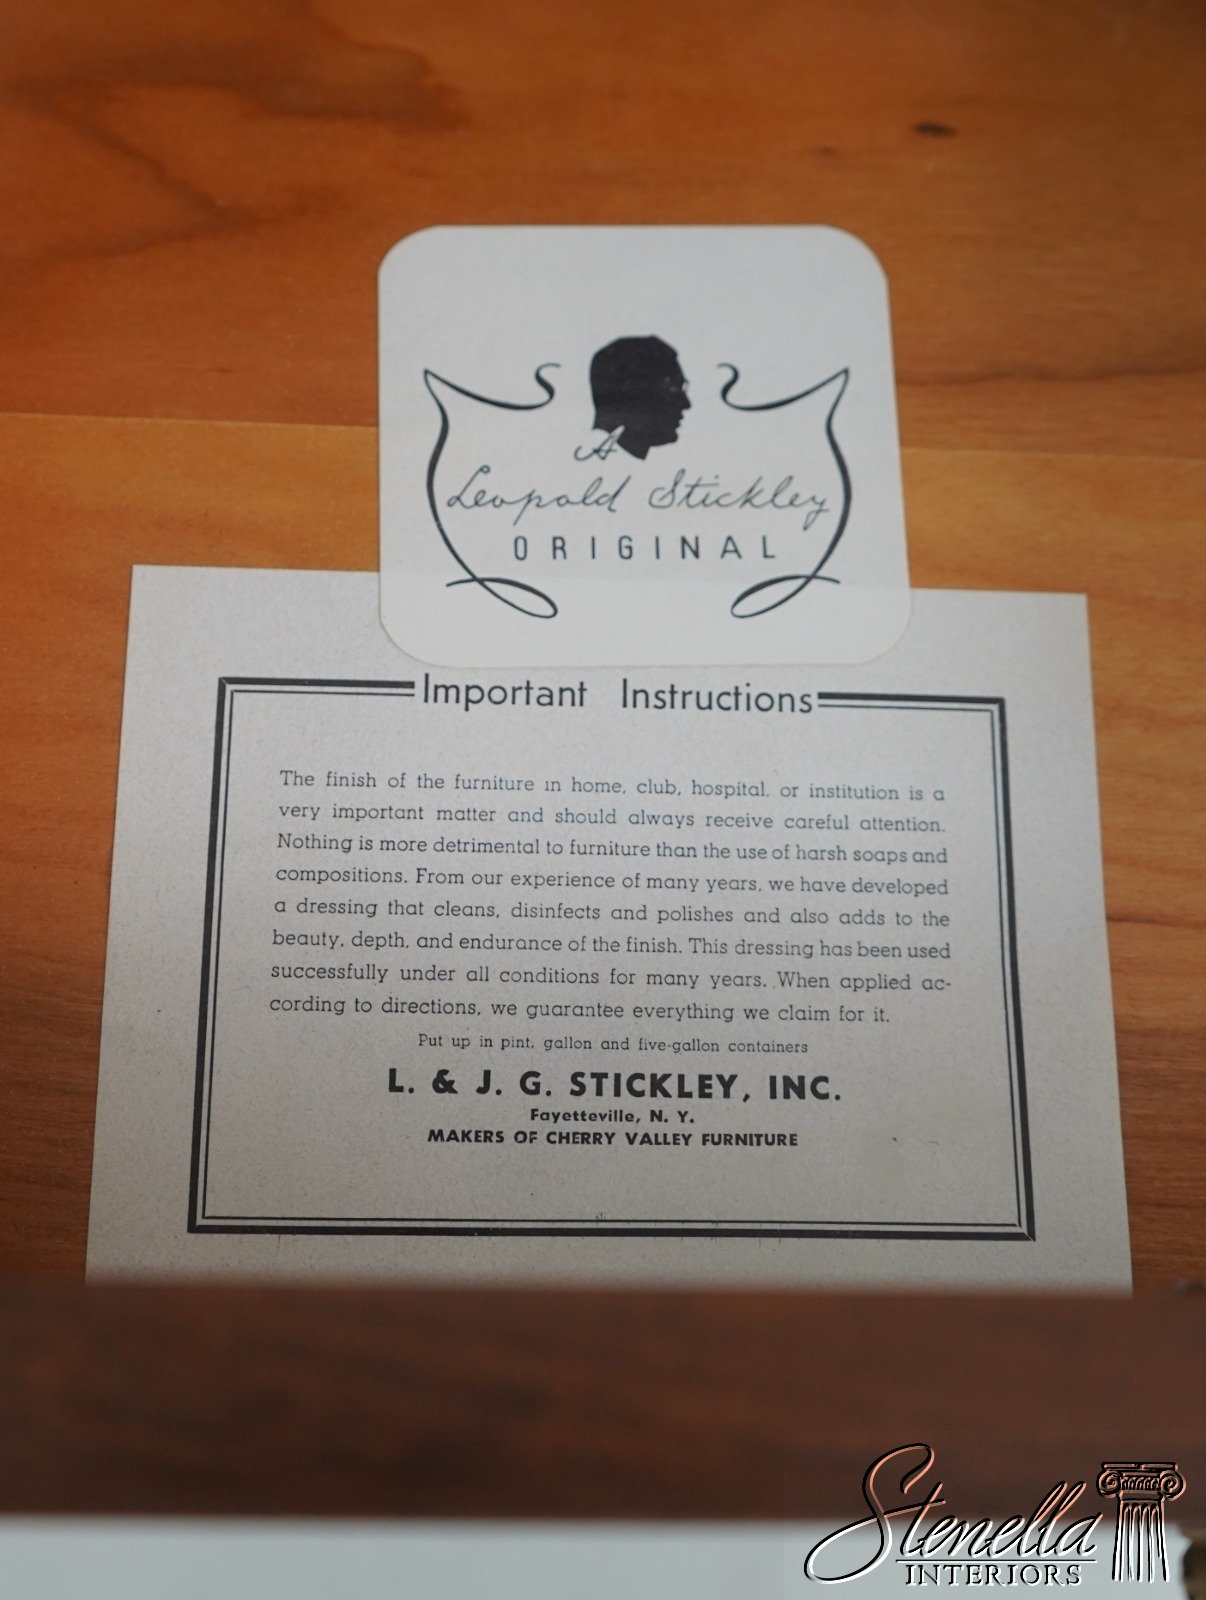 A
Leopold Stickley
ORIGINAL
Important Instructions
The finish of the furniture in home, club, hospital, or institution is a
very important matter and should always receive careful attention.
Nothing is more detrimental to furniture than the use of harsh soaps and
compositions. From our experience of many years, we have developed
a dressing that cleans, disinfects and polishes and also adds to the
beauty, depth, and endurance of the finish. This dressing has been used
successfully under all conditions for many years. When applied ac-
cording to directions, we guarantee everything we claim for it.
Put up in pint, gallon and five-gallon containers
L. & J. G. STICKLEY, INC.
Fayetteville, N. Y.
MAKERS OF CHERRY VALLEY FURNITURE
Stenella
INTERIORS